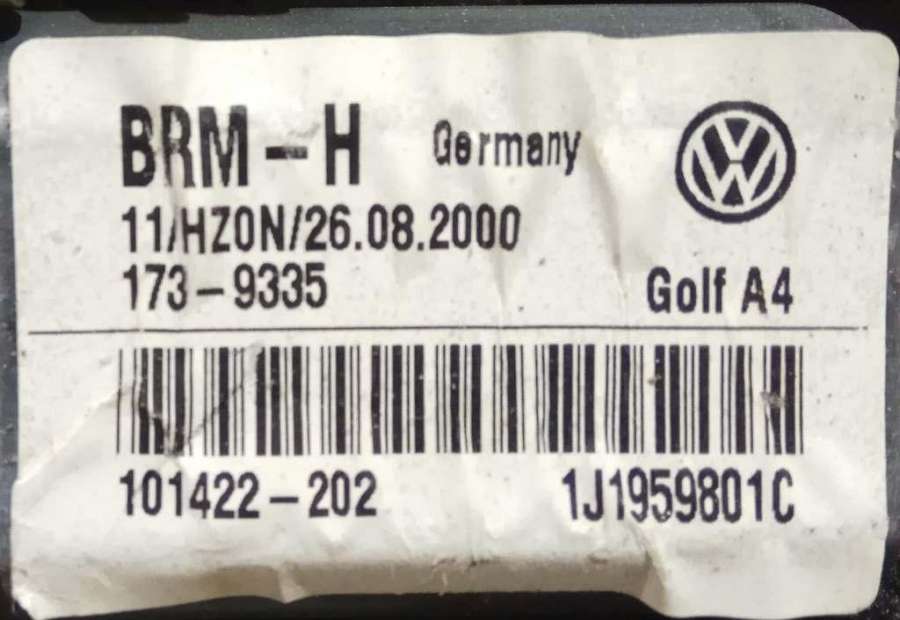 BRM-H Germany
11/HZ0N/26.08.2000
173-9335 Golf A4
101422-202 1J1959801C